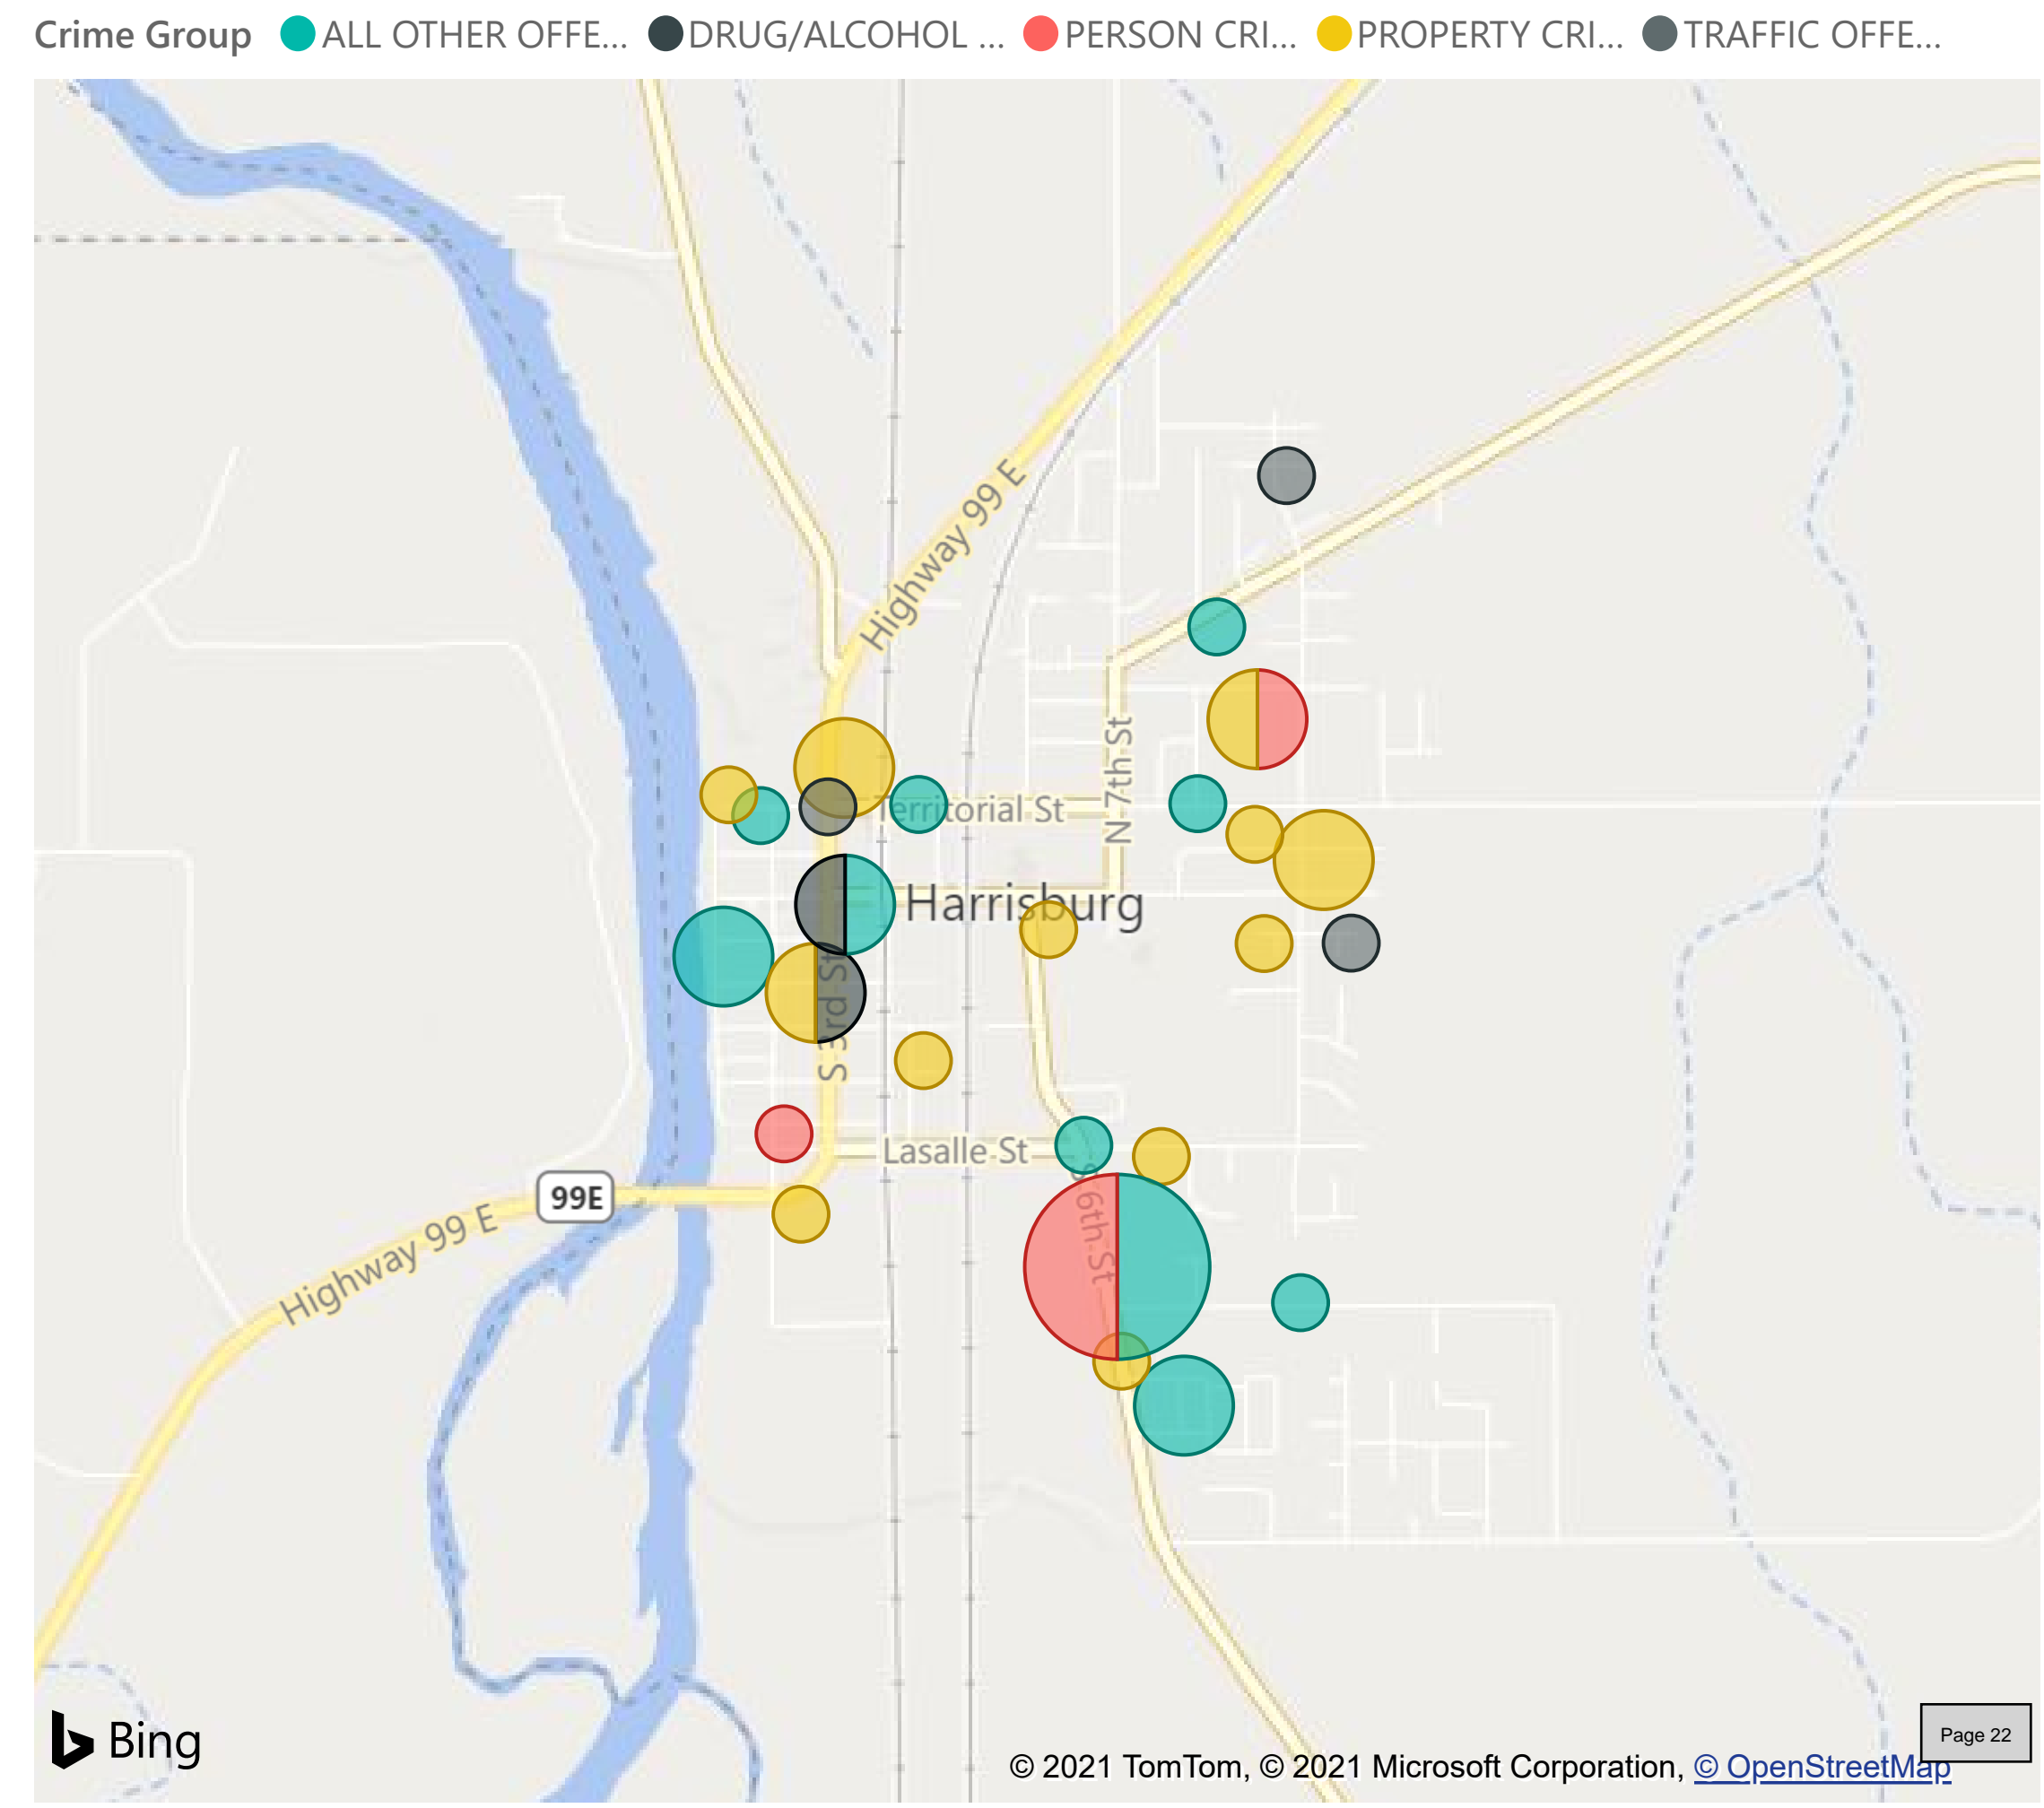 Crime Group ALL OTHER OFFE... DRUG/ALCOHOL ... PERSON CRI... PROPERTY CRI... TRAFFIC OFFE...
Highway 99 E
N 7th St
Territorial St
Harrisburg
S 3rd St
Lasalle St
S 6th St
99E
Highway 99 E
Bing
Page 22
© 2021 TomTom, © 2021 Microsoft Corporation, © OpenStreetMap